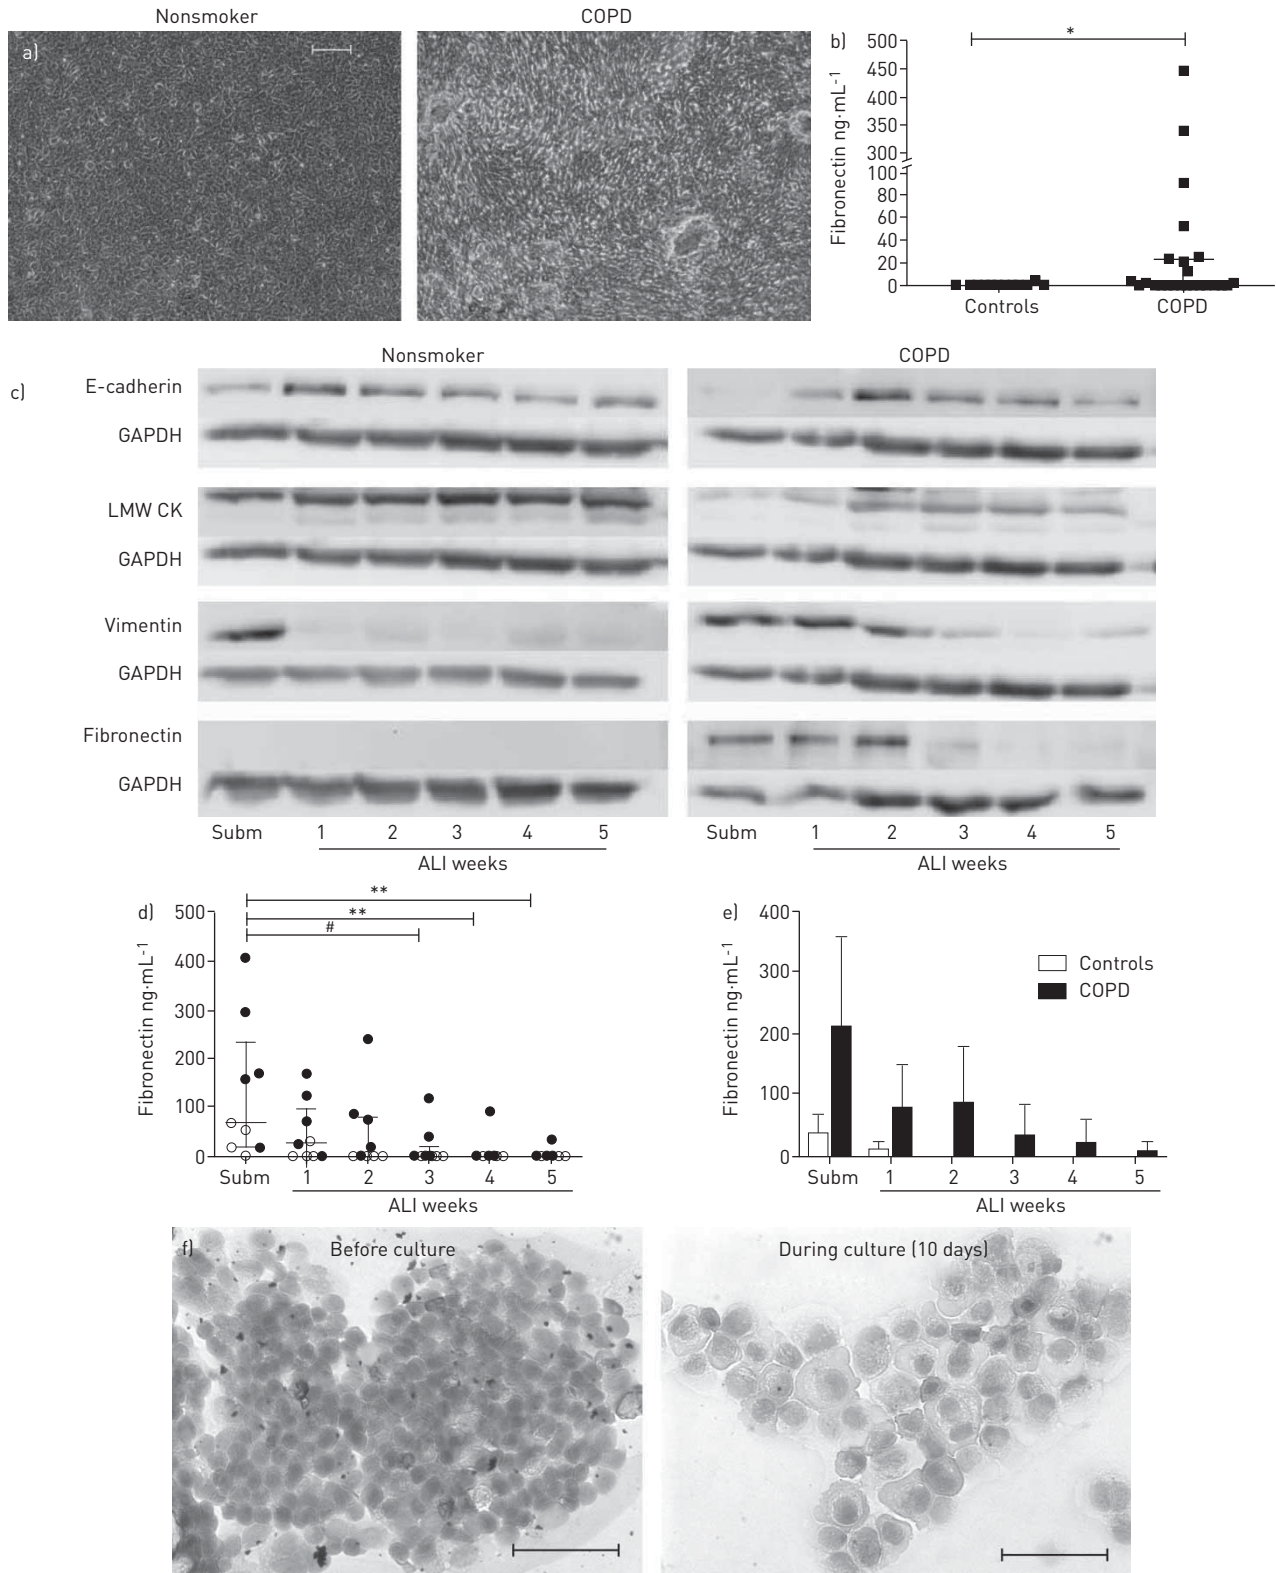 Nonsmoker
COPD
a)
b)
*
Fibronectin ng·mL-1
500
450
400
350
300
100
80
60
40
20
0
Controls
COPD
c)
Nonsmoker
COPD
E-cadherin
GAPDH
LMW CK
GAPDH
Vimentin
GAPDH
Fibronectin
GAPDH
Subm 1 2 3 4 5
ALI weeks
Subm 1 2 3 4 5
ALI weeks
d)
**
**
#
Fibronectin ng·mL-1
500
400
300
200
100
0
Subm 1 2 3 4 5
ALI weeks
e)
Fibronectin ng·mL-1
400
300
200
100
0
Controls
COPD
Subm 1 2 3 4 5
ALI weeks
f)
Before culture
During culture (10 days)